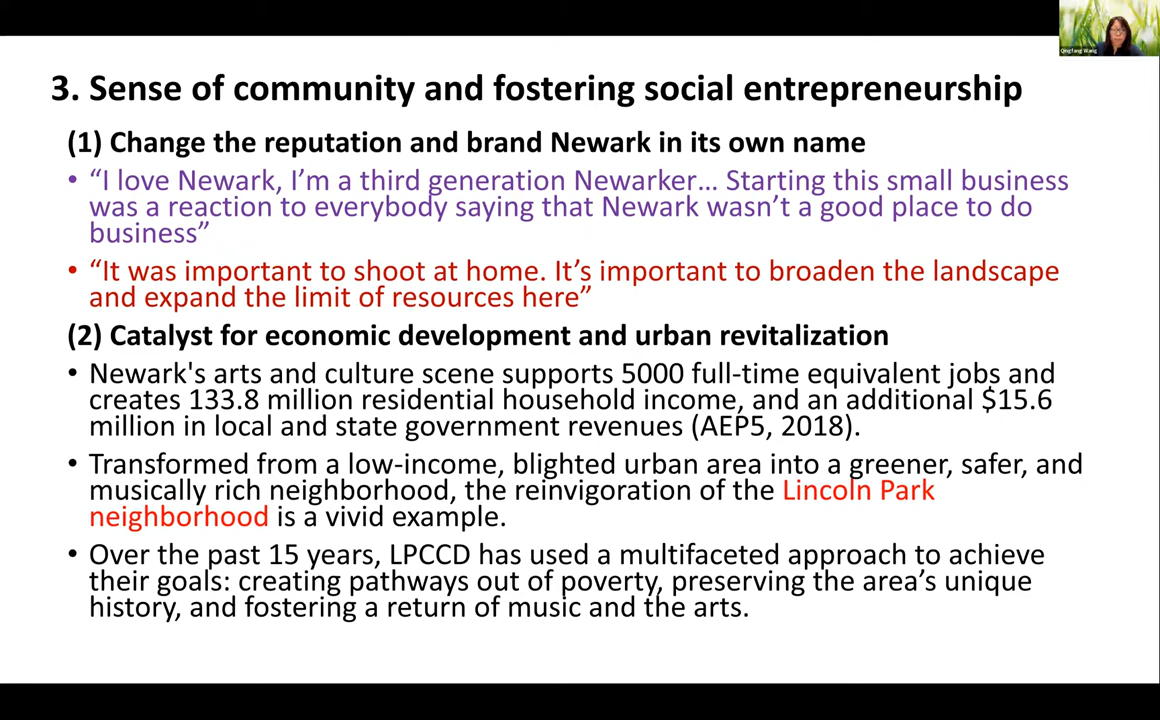 Qingfang Wang
3. Sense of community and fostering social entrepreneurship
(1) Change the reputation and brand Newark in its own name
• “I love Newark, I’m a third generation Newarker… Starting this small business
was a reaction to everybody saying that Newark wasn’t a good place to do
business”
• “It was important to shoot at home. It’s important to broaden the landscape
and expand the limit of resources here”
(2) Catalyst for economic development and urban revitalization
• Newark's arts and culture scene supports 5000 full-time equivalent jobs and
creates 133.8 million residential household income, and an additional $15.6
million in local and state government revenues (AEP5, 2018).
• Transformed from a low-income, blighted urban area into a greener, safer, and
musically rich neighborhood, the reinvigoration of the Lincoln Park
neighborhood is a vivid example.
• Over the past 15 years, LPCCD has used a multifaceted approach to achieve
their goals: creating pathways out of poverty, preserving the area’s unique
history, and fostering a return of music and the arts.